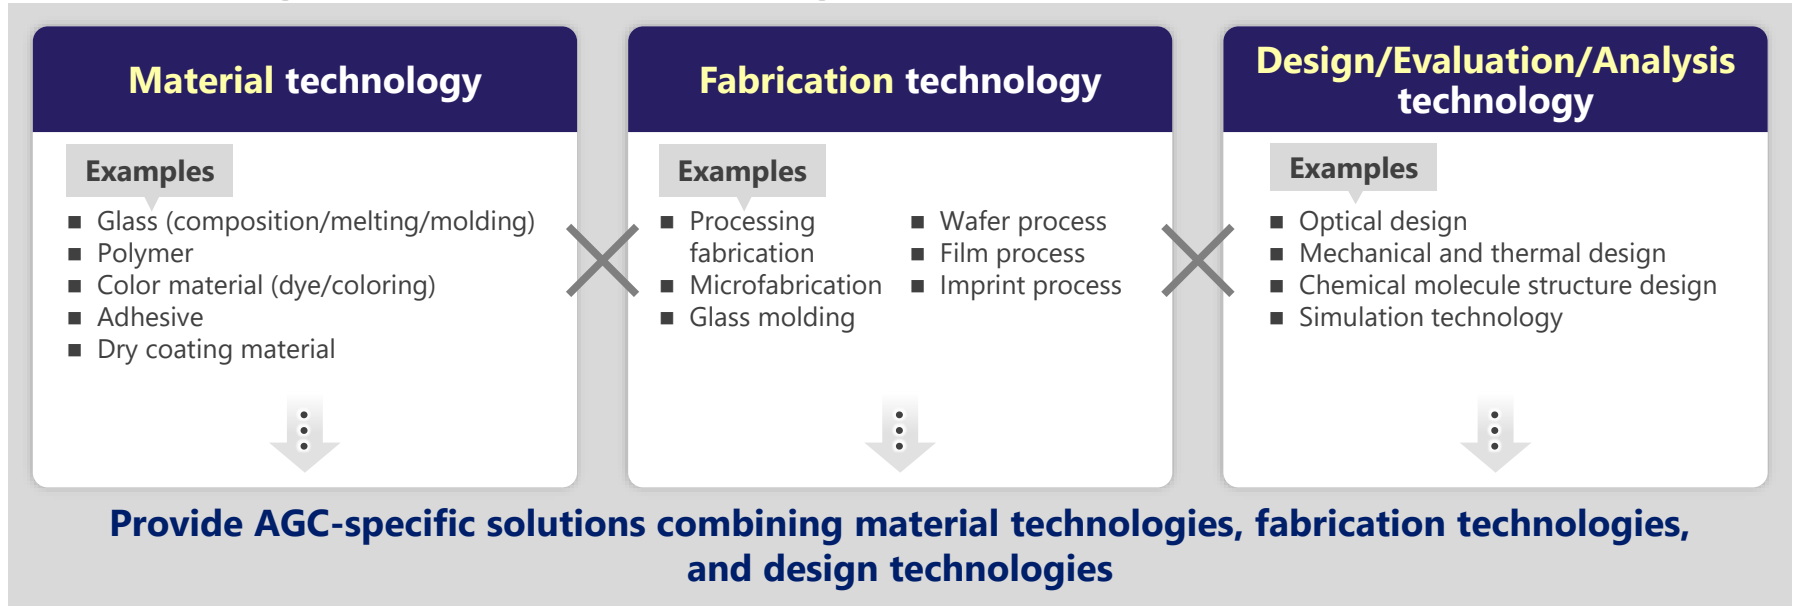 Material technology
Examples
■ Glass (composition/melting/molding)
■ Polymer
■ Color material (dye/coloring)
■ Adhesive
■ Dry coating material
Fabrication technology
Examples
■ Processing
fabrication
■ Microfabrication
■ Glass molding
■ Wafer process
■ Film process
■ Imprint process
Design/Evaluation/Analysis
technology
Examples
■ Optical design
■ Mechanical and thermal design
■ Chemical molecule structure design
■ Simulation technology
Provide AGC-specific solutions combining material technologies, fabrication technologies,
and design technologies